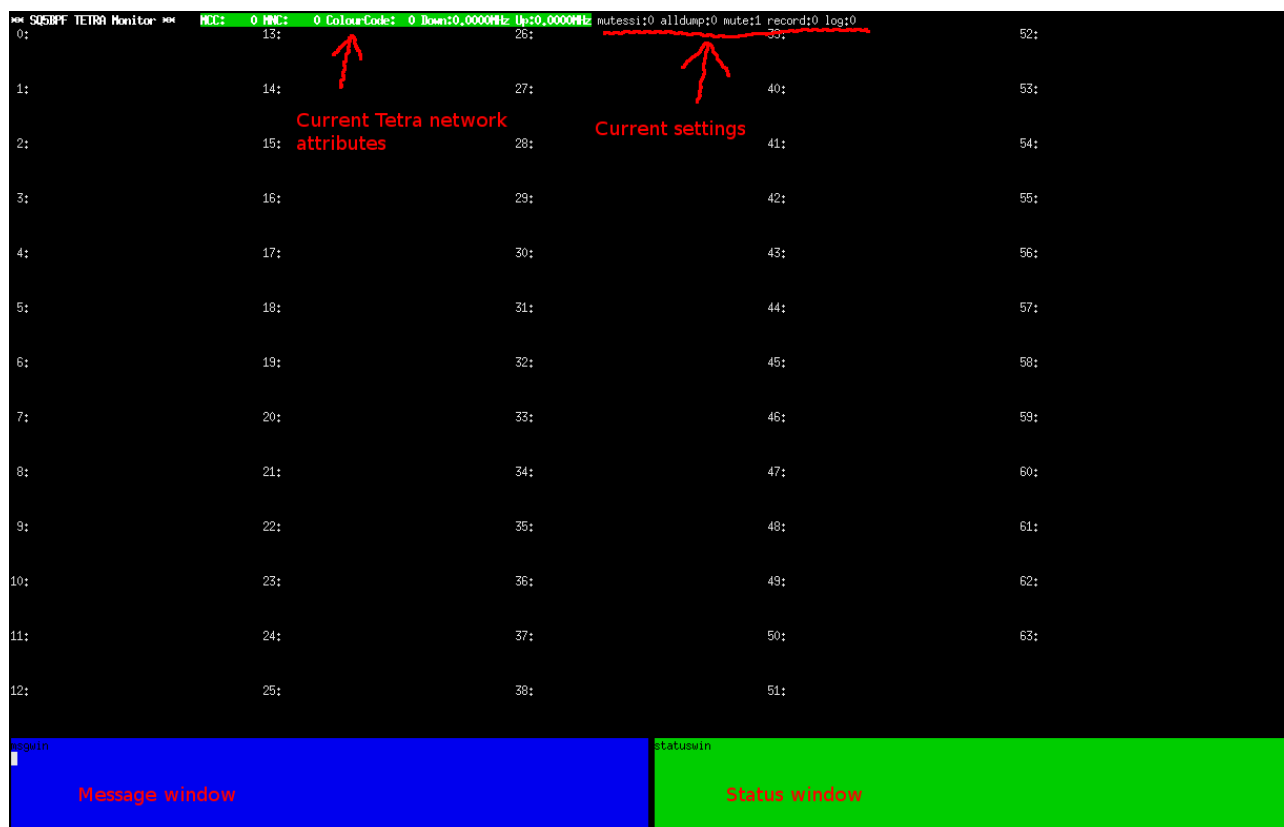 *** SQ5BPF TETRA Monitor *** MCC: 0 MNC: 0 ColourCode: 0 Down:0.0000MHz Up:0.0000MHz mutessi:0 alldump:0 mute:1 record:0 log:0
0: 13: 26: 39: 52:
1: 14: 27: 40: 53:
Current Tetra network attributes
Current settings
2: 15: 28: 41: 54:
3: 16: 29: 42: 55:
4: 17: 30: 43: 56:
5: 18: 31: 44: 57:
6: 19: 32: 45: 58:
7: 20: 33: 46: 59:
8: 21: 34: 47: 60:
9: 22: 35: 48: 61:
10: 23: 36: 49: 62:
11: 24: 37: 50: 63:
12: 25: 38: 51:
msgwin statuswin
Message window Status window